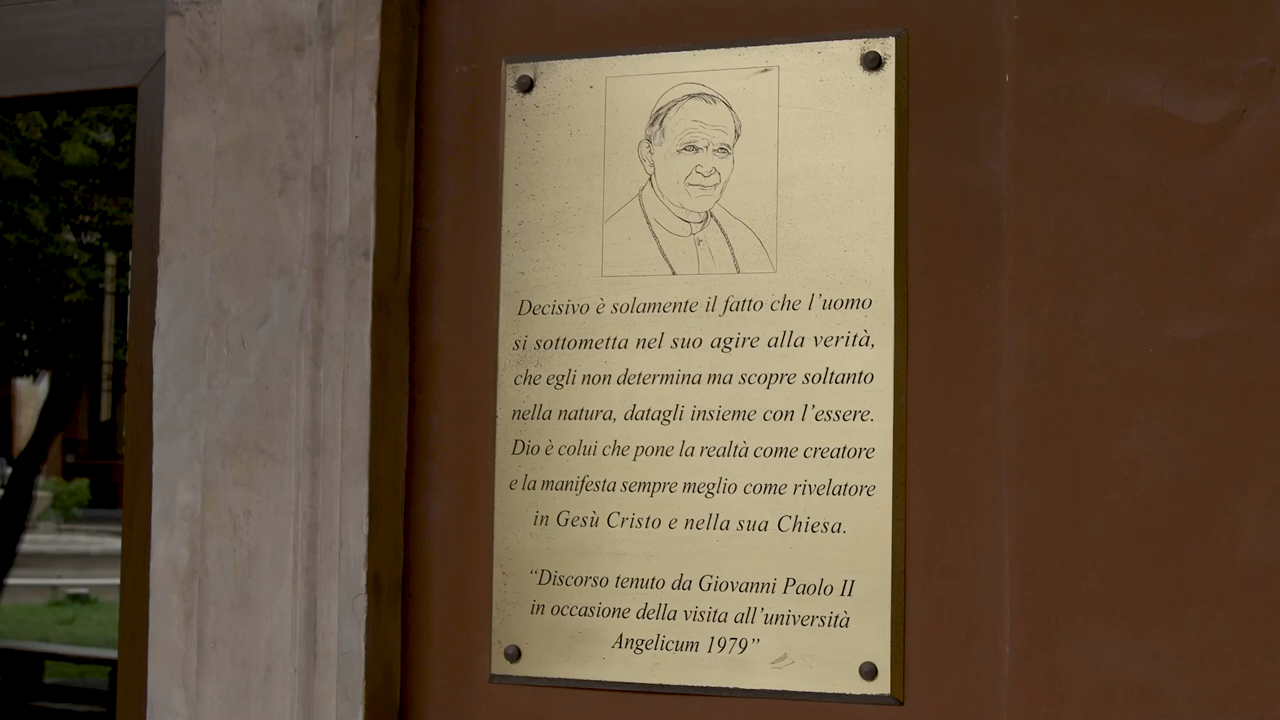 Decisivo è solamente il fatto che l'uomo
si sottometta nel suo agire alla verità,
che egli non determina ma scopre soltanto
nella natura, datagli insieme con l'essere.
Dio è colui che pone la realtà come creatore
e la manifesta sempre meglio come rivelatore
in Gesù Cristo e nella sua Chiesa.
“Discorso tenuto da Giovanni Paolo II
in occasione della visita all'università
Angelicum 1979”